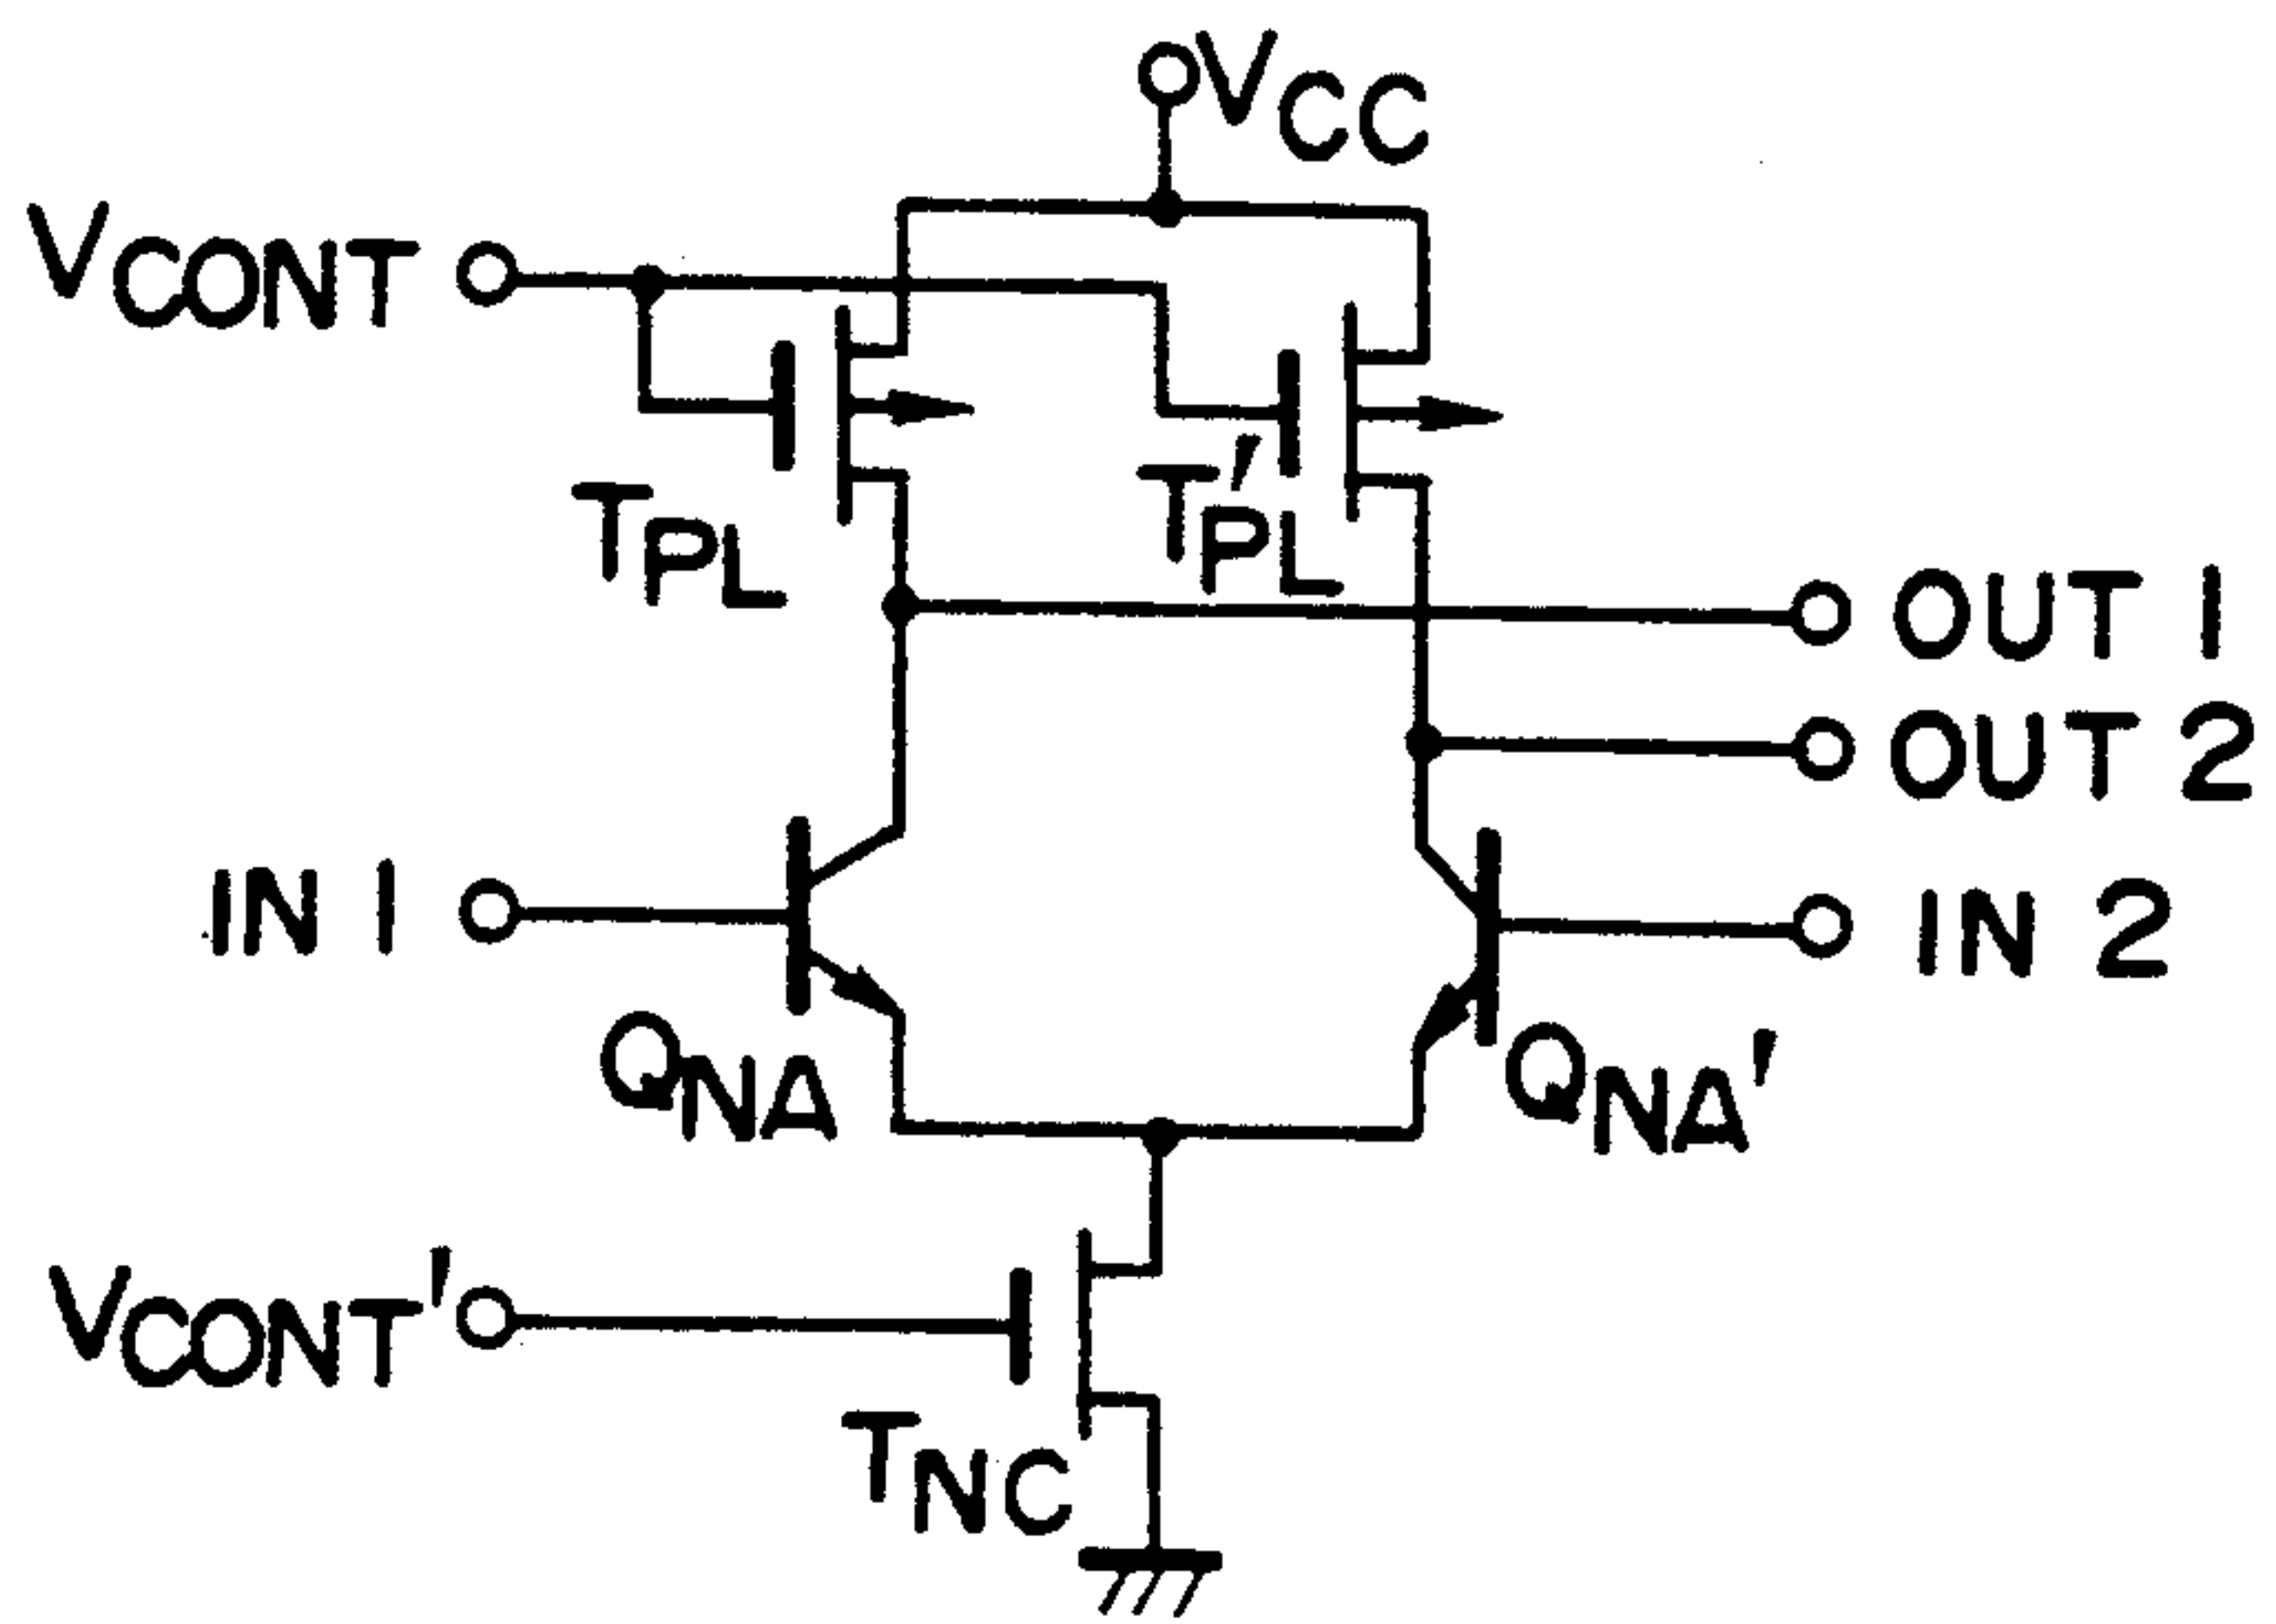 VCC
VCONT
TPL
T'PL
OUT 1
OUT 2
IN 1
IN 2
QNA
QNA'
VCONT'
TNC